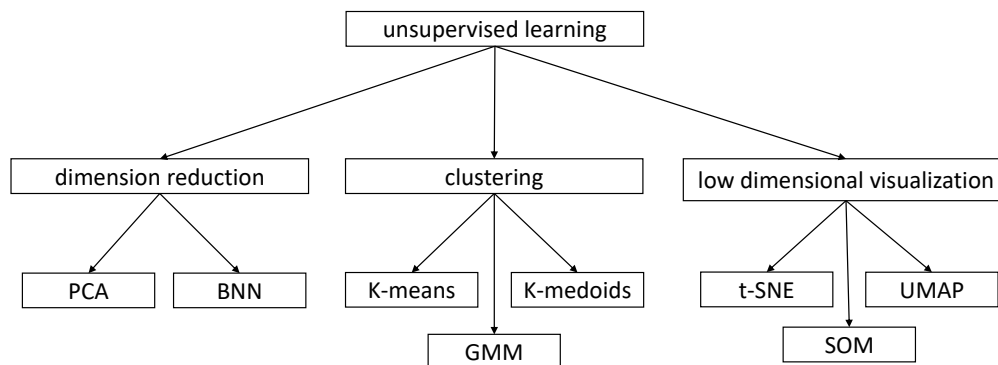 unsupervised learning
dimension reduction
clustering
low dimensional visualization
PCA
BNN
K-means
K-medoids
t-SNE
UMAP
GMM
SOM